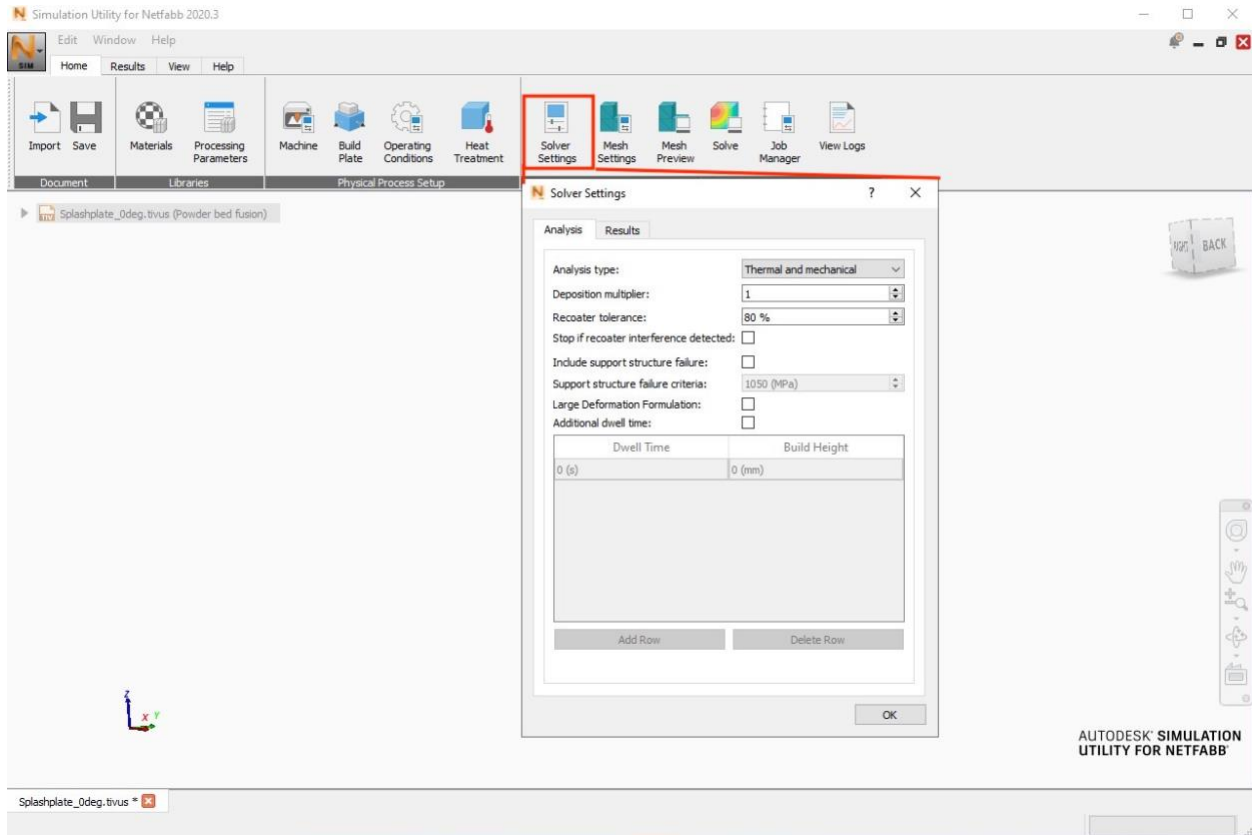 Simulation Utility for Netfabb 2020.3
Edit Window Help
SIM
Home Results View Help
Import Save Materials Processing Parameters Machine Build Plate Operating Conditions Heat Treatment Solver Settings Mesh Settings Mesh Preview Solve Job Manager View Logs
Document Libraries Physical Process Setup
Splashplate_0deg.tivus (Powder bed fusion)
Solver Settings ? X
Analysis Results
Analysis type: Thermal and mechanical
Deposition multiplier: 1
Recoater tolerance: 80 %
Stop if recoater interference detected:
Include support structure failure:
Support structure failure criteria: 1050 (MPa)
Large Deformation Formulation:
Additional dwell time:
Dwell Time Build Height
0 (s) 0 (mm)
Add Row Delete Row
OK
BACK
Z
X Y
AUTODESK' SIMULATION
UTILITY FOR NETFABB'
Splashplate_0deg.tivus *